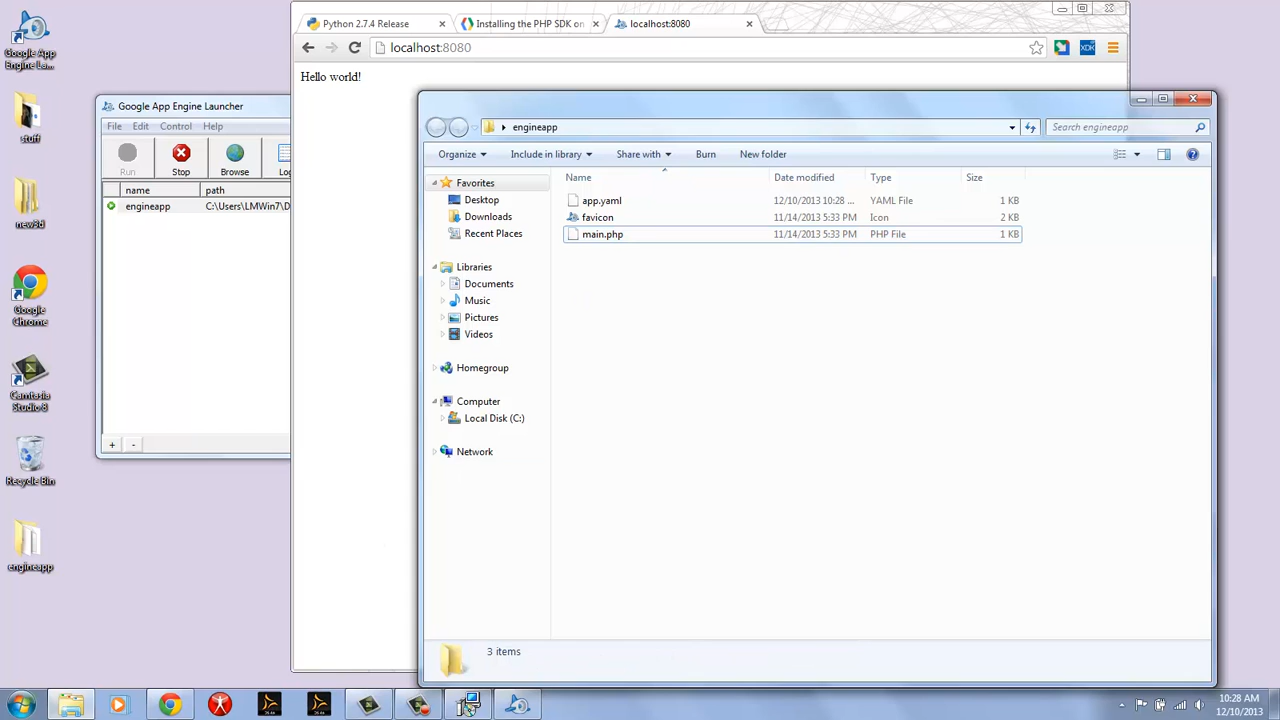 Google App
Engine La...
stuff
new3d
Google
Chrome
Camtasia
Studio 8
Recycle Bin
engineapp
Google App Engine Launcher
File Edit Control Help
Run Stop Browse
name path
engineapp C:\Users\LMWin7\D
+ -
Python 2.7.4 Release
Installing the PHP SDK on
localhost:8080
localhost:8080
XDK
Hello world!
engineapp
Search engineapp
Organize Include in library Share with Burn New folder
Name Date modified Type Size
Favorites
Desktop
Downloads
Recent Places
Libraries
Documents
Music
Pictures
Videos
Homegroup
Computer
Local Disk (C:)
Network
app.yaml 12/10/2013 10:28 ... YAML File 1 KB
favicon 11/14/2013 5:33 PM Icon 2 KB
main.php 11/14/2013 5:33 PM PHP File 1 KB
3 items
10:28 AM
12/10/2013